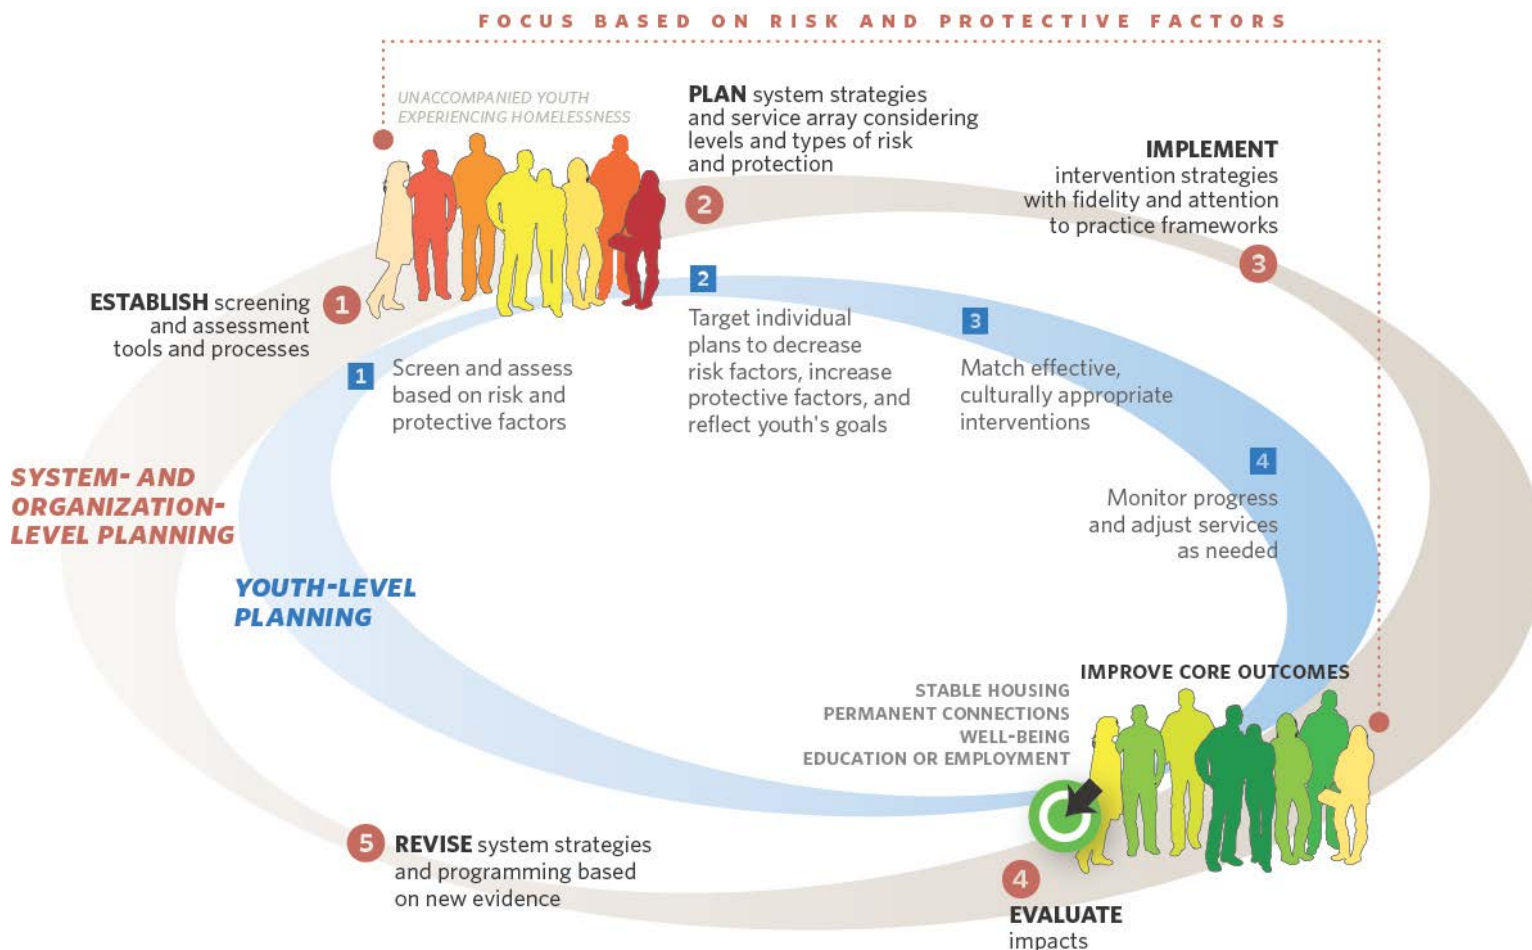 FOCUS BASED ON RISK AND PROTECTIVE FACTORS
UNACCOMPANIED YOUTH
EXPERIENCING HOMELESSNESS
1
ESTABLISH screening
and assessment
tools and processes
2
PLAN system strategies
and service array considering
levels and types of risk
and protection
3
IMPLEMENT
intervention strategies
with fidelity and attention
to practice frameworks
1
Screen and assess
based on risk and
protective factors
2
Target individual
plans to decrease
risk factors, increase
protective factors, and
reflect youth's goals
3
Match effective,
culturally appropriate
interventions
4
Monitor progress
and adjust services
as needed
SYSTEM- AND
ORGANIZATION-
LEVEL PLANNING
YOUTH-LEVEL
PLANNING
IMPROVE CORE OUTCOMES
STABLE HOUSING
PERMANENT CONNECTIONS
WELL-BEING
EDUCATION OR EMPLOYMENT
4
EVALUATE
impacts
5
REVISE system strategies
and programming based
on new evidence